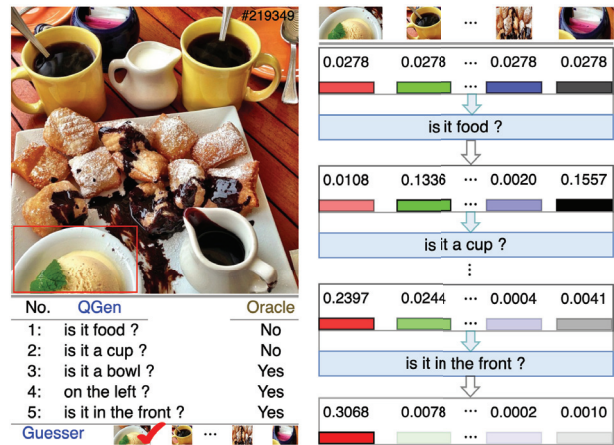 #219349
No. QGen Oracle
1: is it food ? No
2: is it a cup ? No
3: is it a bowl ? Yes
4: on the left ? Yes
5: is it in the front ? Yes
Guesser ...
...
0.0278 0.0278 ... 0.0278 0.0278
is it food ?
0.0108 0.1336 ... 0.0020 0.1557
is it a cup ?
⋮
0.2397 0.0244 ... 0.0004 0.0041
is it in the front ?
0.3068 0.0078 ... 0.0002 0.0010